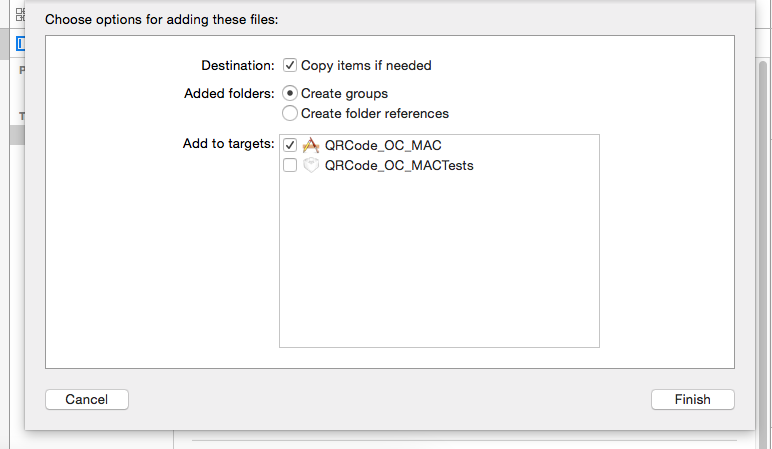 Choose options for adding these files:
Destination: Copy items if needed
Added folders: Create groups
Create folder references
Add to targets: QRCode_OC_MAC
QRCode_OC_MACTests
Cancel Finish